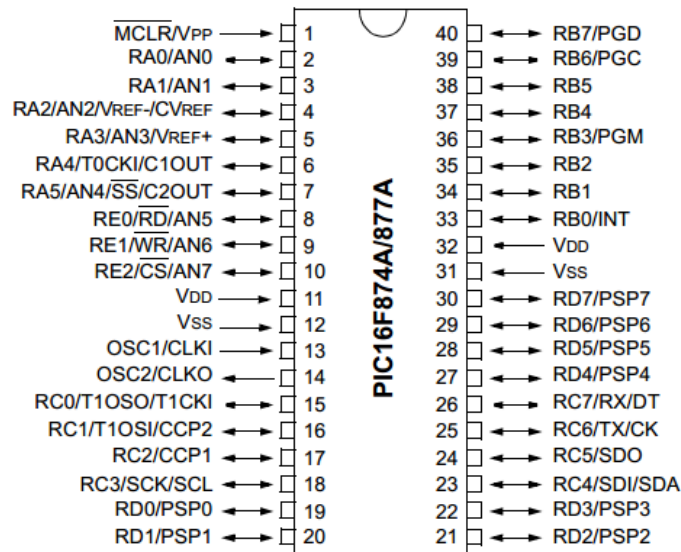 MCLR/VPP 1 40 RB7/PGD
RA0/AN0 2 39 RB6/PGC
RA1/AN1 3 38 RB5
RA2/AN2/VREF-/CVREF 4 37 RB4
RA3/AN3/VREF+ 5 36 RB3/PGM
RA4/T0CKI/C1OUT 6 35 RB2
RA5/AN4/SS/C2OUT 7 34 RB1
RE0/RD/AN5 8 33 RB0/INT
RE1/WR/AN6 9 32 VDD
RE2/CS/AN7 10 31 VSS
VDD 11 30 RD7/PSP7
VSS 12 29 RD6/PSP6
OSC1/CLKI 13 28 RD5/PSP5
OSC2/CLKO 14 27 RD4/PSP4
RC0/T1OSO/T1CKI 15 26 RC7/RX/DT
RC1/T1OSI/CCP2 16 25 RC6/TX/CK
RC2/CCP1 17 24 RC5/SDO
RC3/SCK/SCL 18 23 RC4/SDI/SDA
RD0/PSP0 19 22 RD3/PSP3
RD1/PSP1 20 21 RD2/PSP2
PIC16F874A/877A